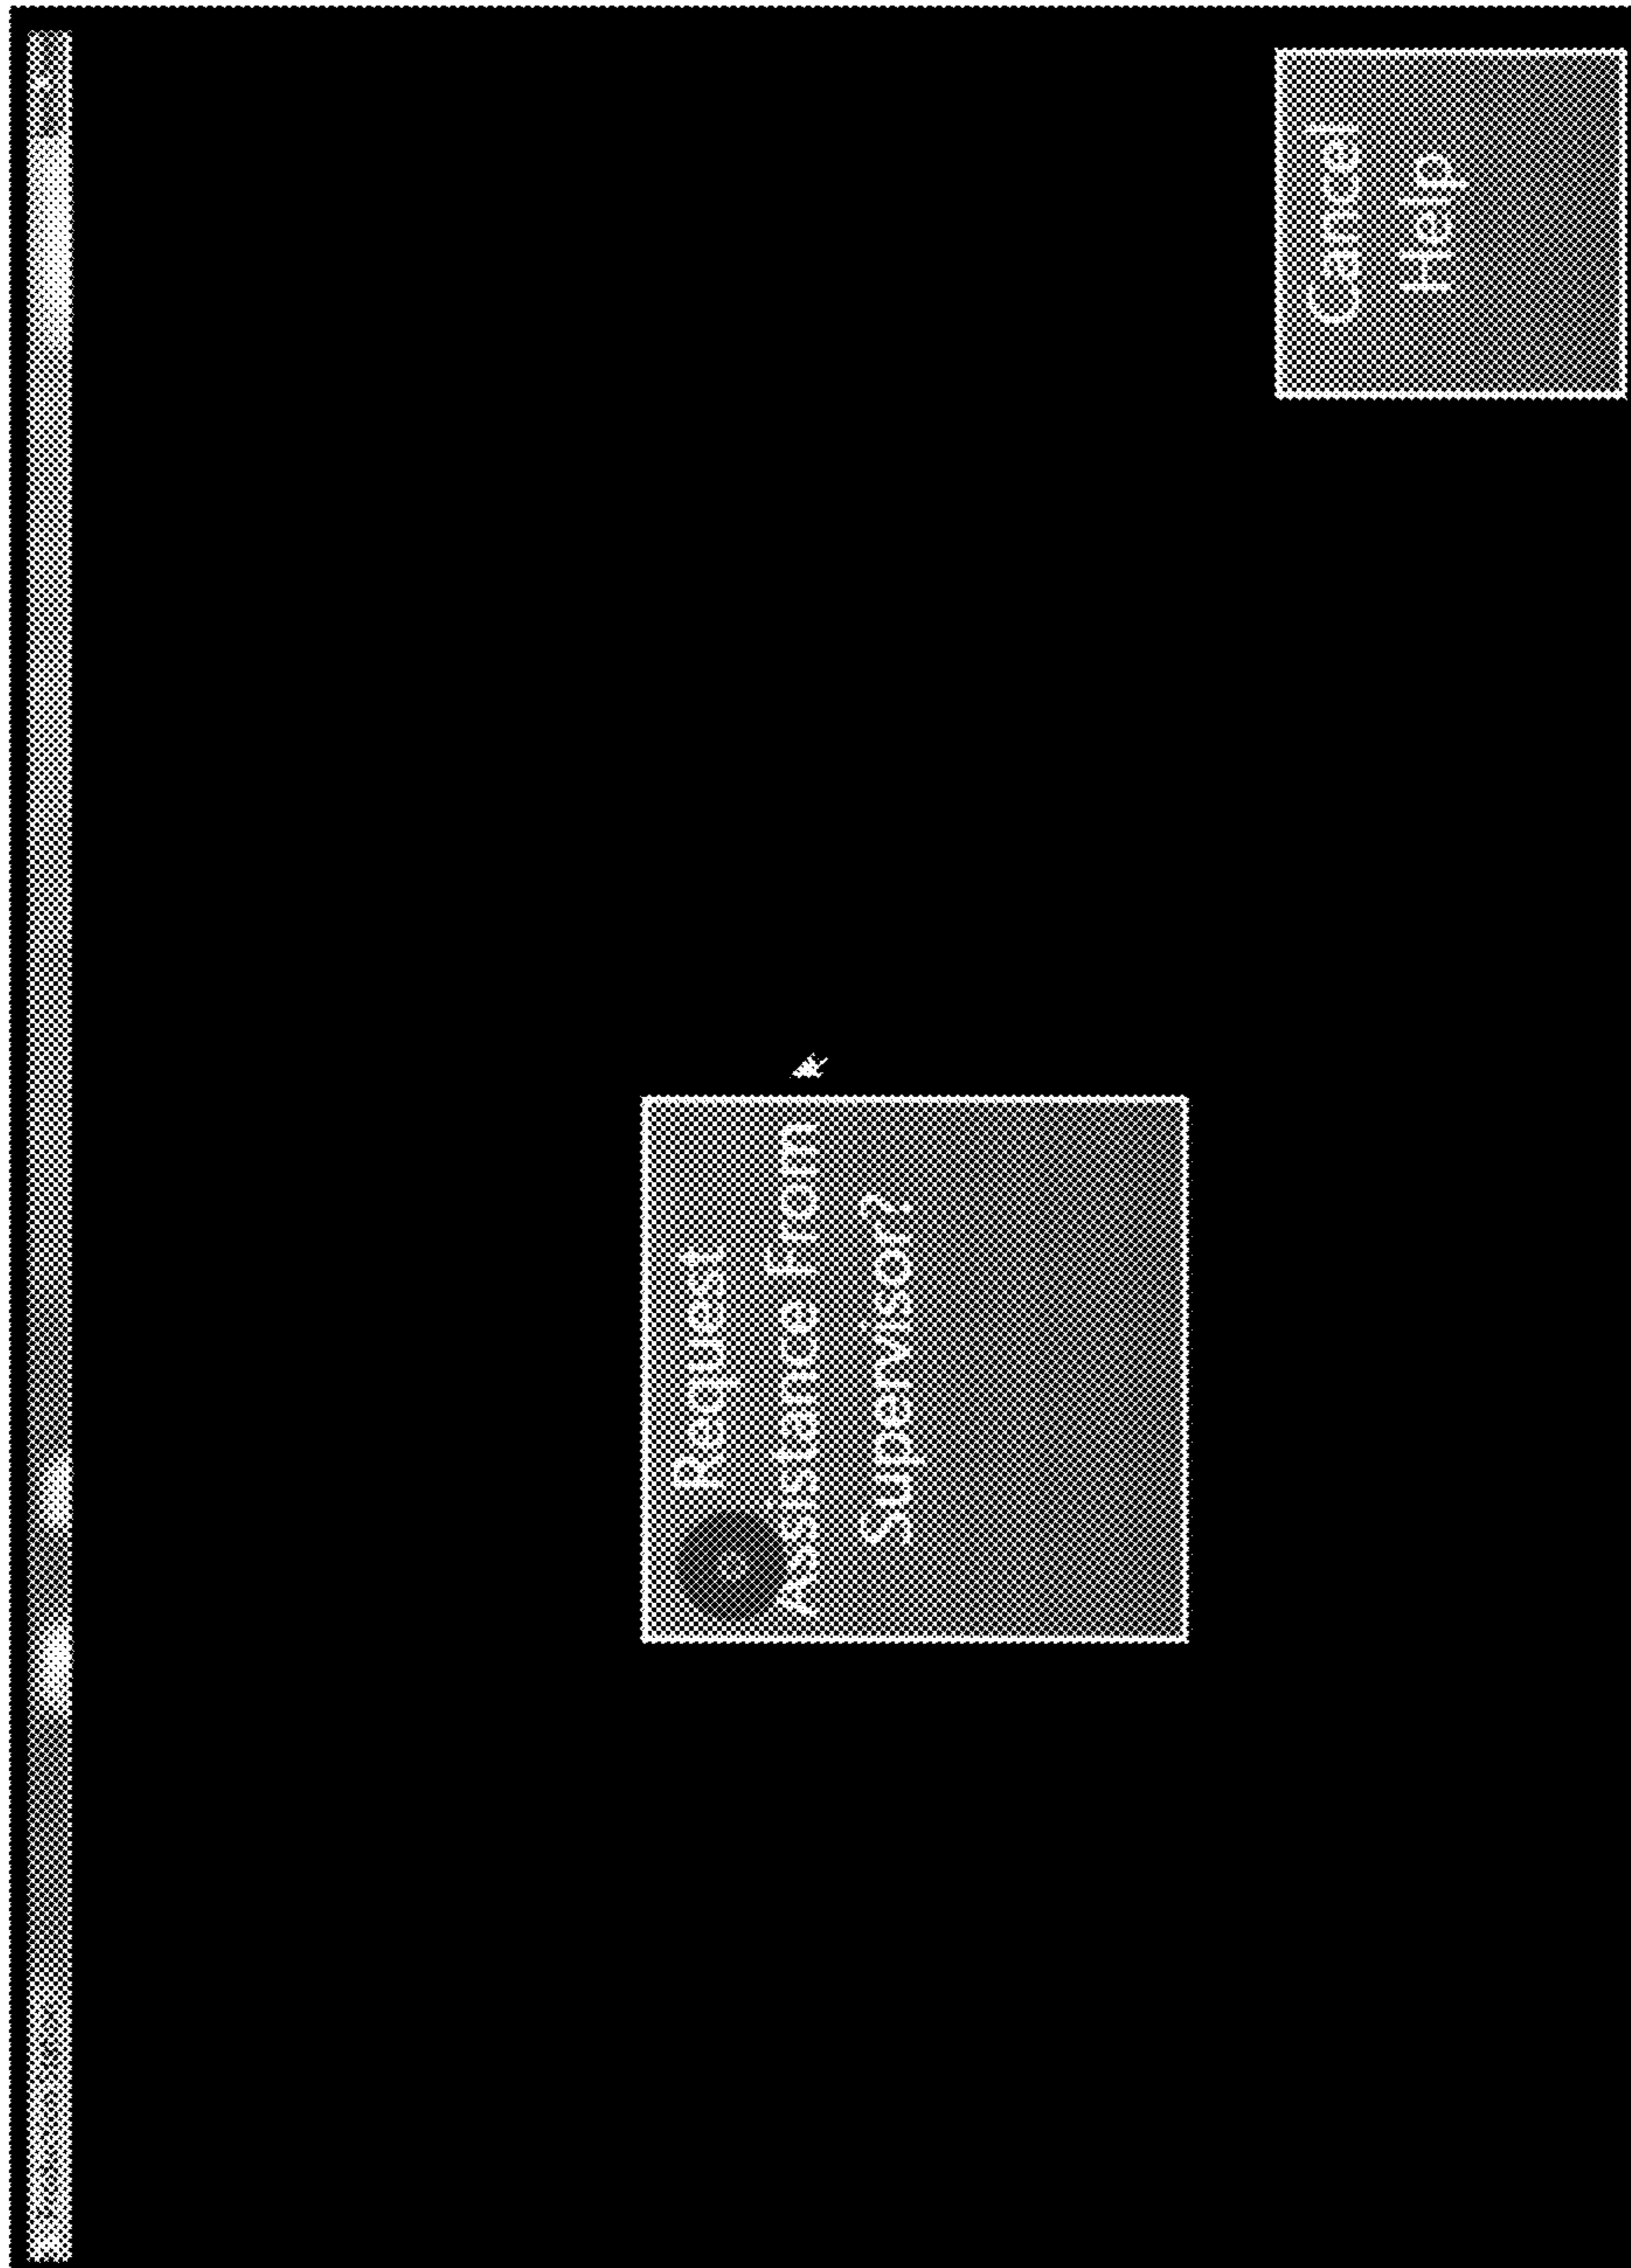 Request
Assistance From
Supervisor?
Cancel
Help